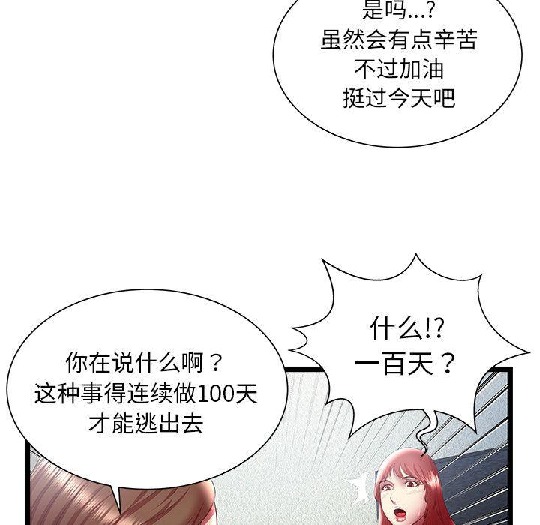 是吗...?
虽然会有点辛苦
不过加油
挺过今天吧
什么!?
一百天？
你在说什么啊？
这种事得连续做100天
才能逃出去